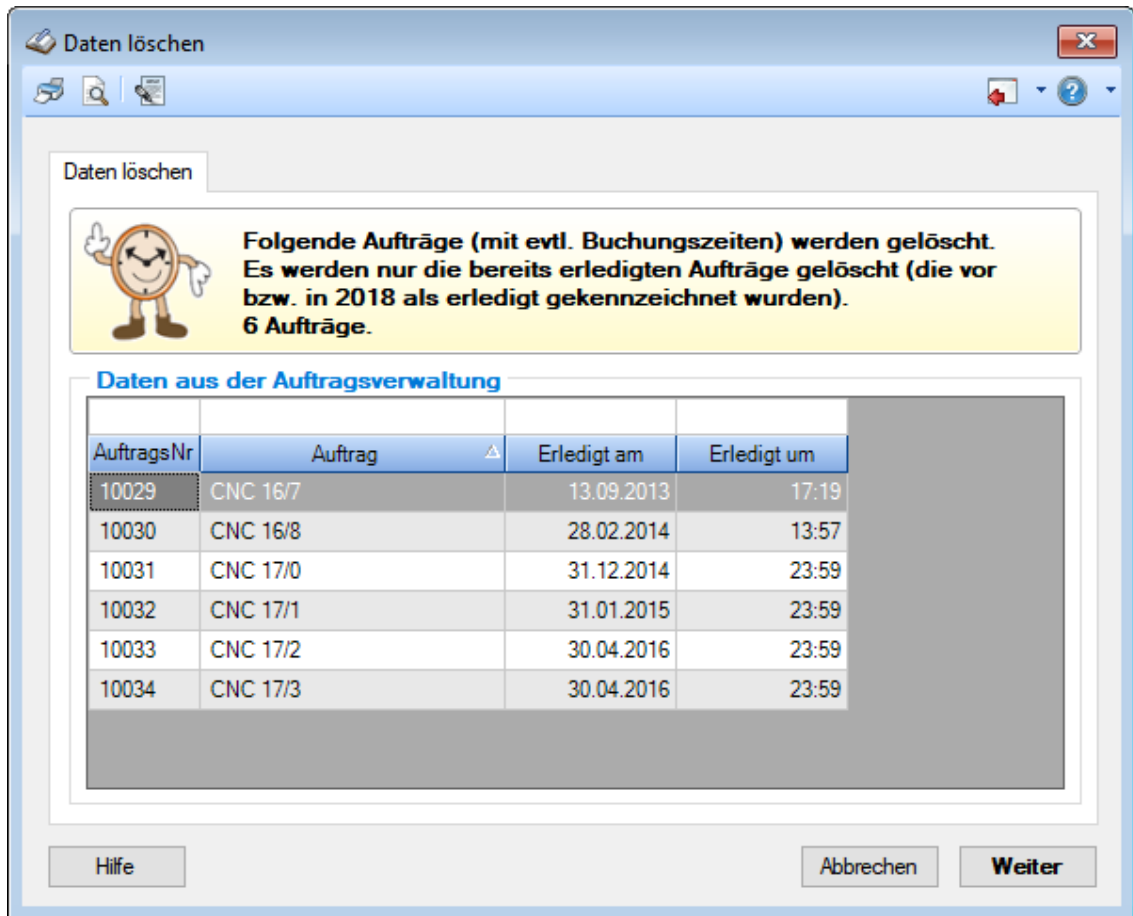 Daten löschen
Daten löschen
Folgende Aufträge (mit evtl. Buchungszeiten) werden gelöscht.
Es werden nur die bereits erledigten Aufträge gelöscht (die vor
bzw. in 2018 als erledigt gekennzeichnet wurden).
6 Aufträge.
Daten aus der Auftragsverwaltung
AuftragsNr Auftrag Erledigt am Erledigt um
10029 CNC 16/7 13.09.2013 17:19
10030 CNC 16/8 28.02.2014 13:57
10031 CNC 17/0 31.12.2014 23:59
10032 CNC 17/1 31.01.2015 23:59
10033 CNC 17/2 30.04.2016 23:59
10034 CNC 17/3 30.04.2016 23:59
Hilfe Abbrechen Weiter